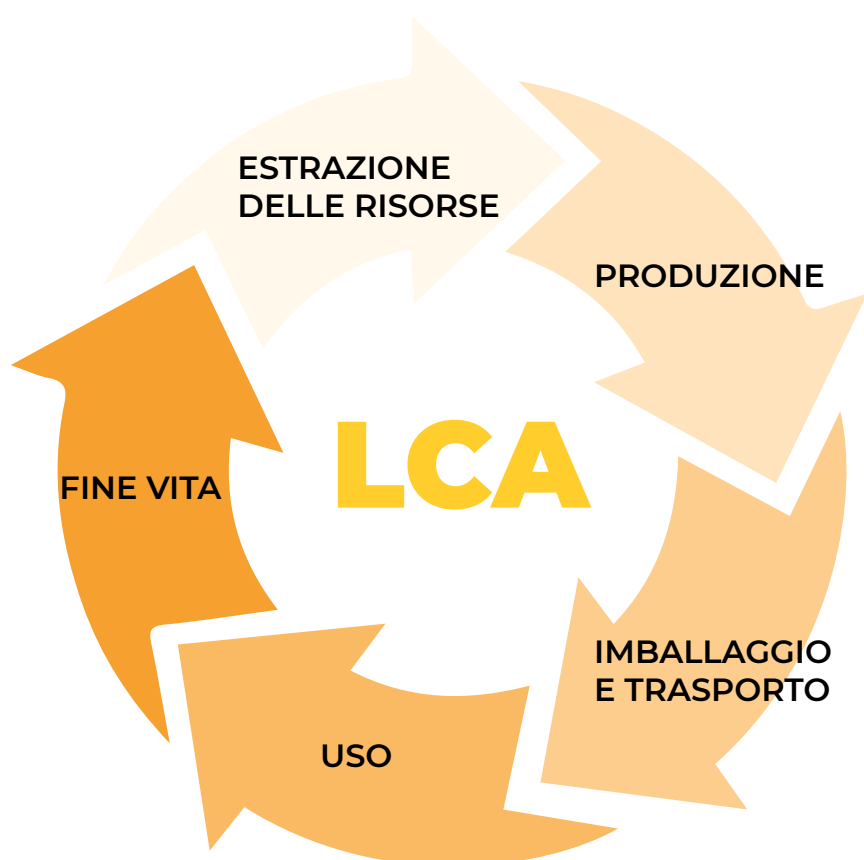 ESTRAZIONE
DELLE RISORSE
PRODUZIONE
LCA
FINE VITA
IMBALLAGGIO
E TRASPORTO
USO